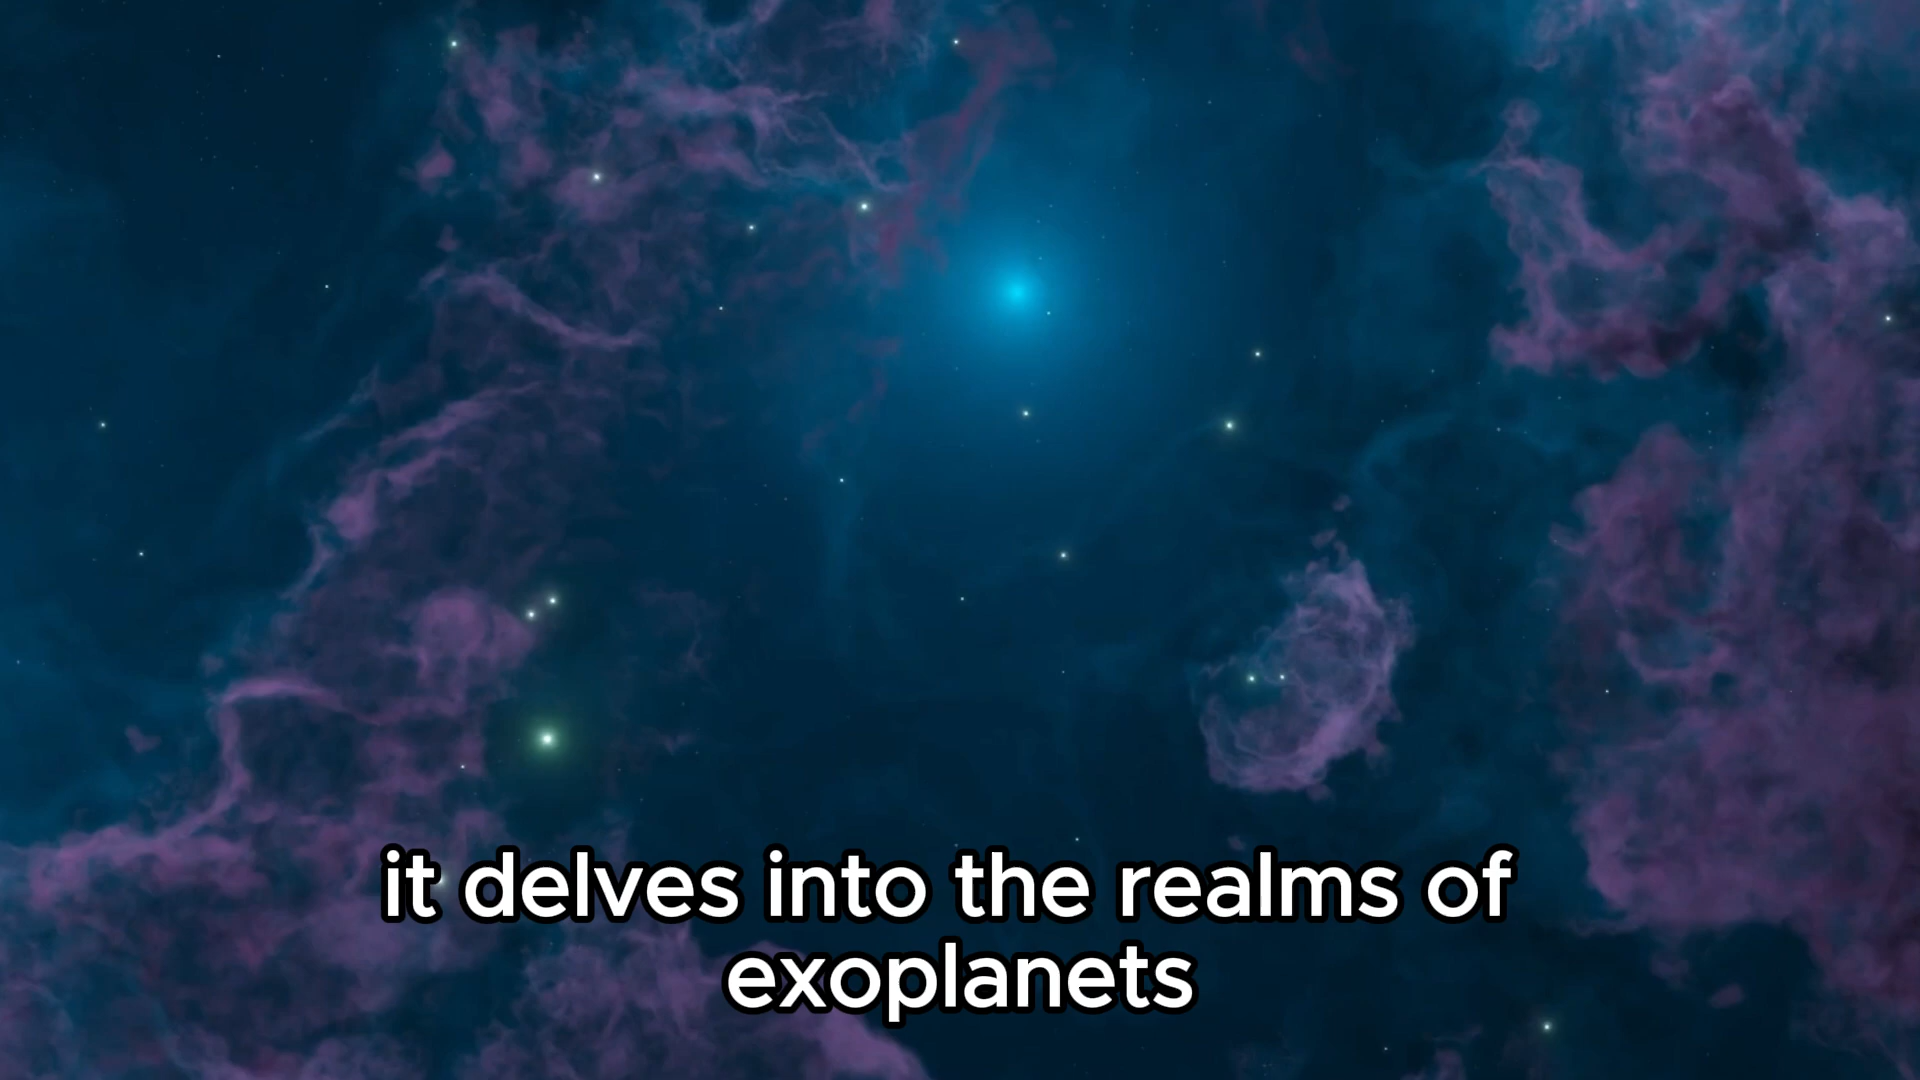 it delves into the realms of
exoplanets